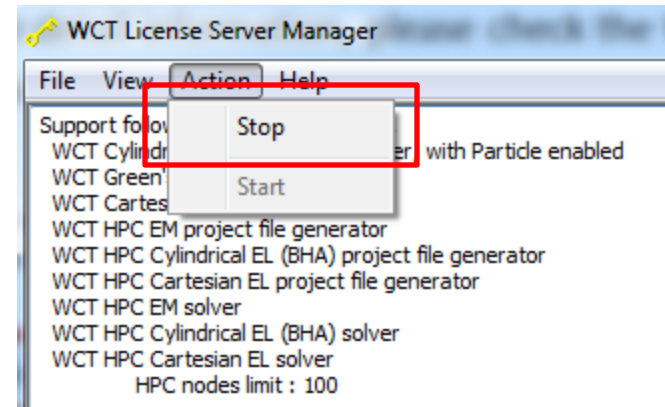 WCT License Server Manager
File View Action Help
Support follow
Stop
WCT Cylindr er with Particle enabled
WCT Green'
Start
WCT Cartes
WCT HPC EM project file generator
WCT HPC Cylindrical EL (BHA) project file generator
WCT HPC Cartesian EL project file generator
WCT HPC EM solver
WCT HPC Cylindrical EL (BHA) solver
WCT HPC Cartesian EL solver
HPC nodes limit : 100